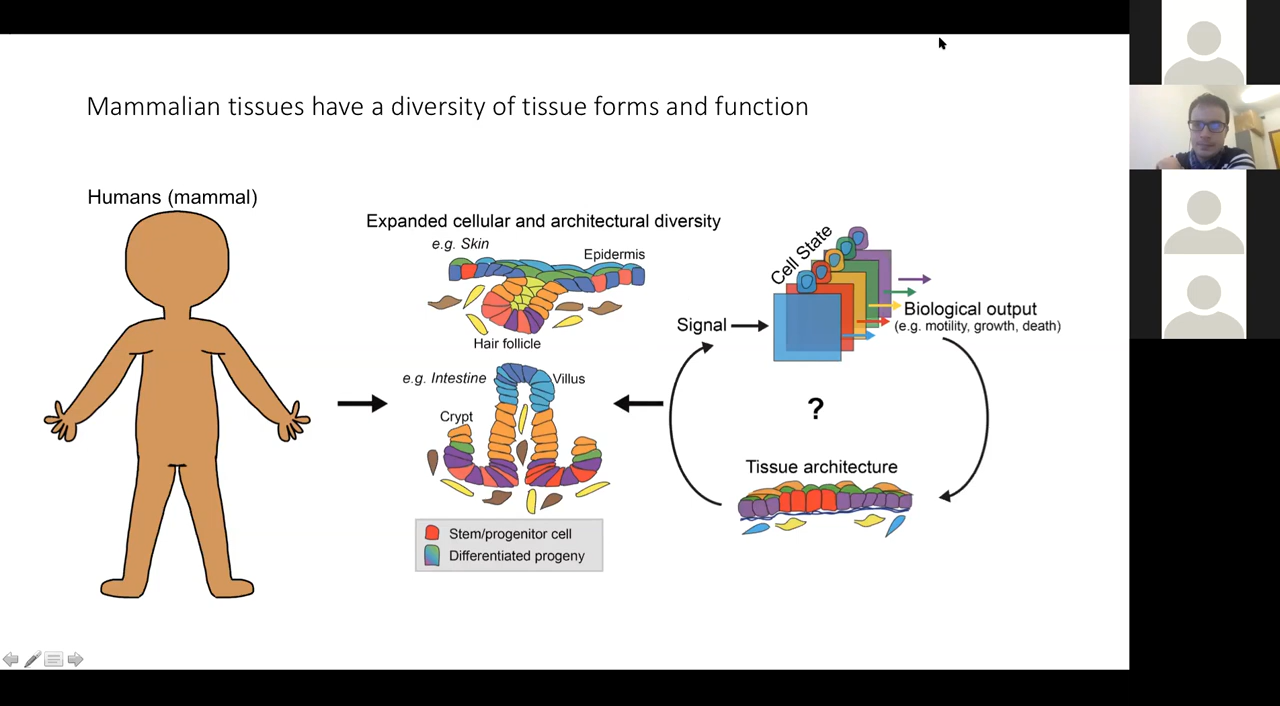 Mammalian tissues have a diversity of tissue forms and function
Humans (mammal)
Expanded cellular and architectural diversity
e.g. Skin
Epidermis
Hair follicle
e.g. Intestine
Villus
Crypt
Stem/progenitor cell
Differentiated progeny
Cell State
Signal
Biological output
(e.g. motility, growth, death)
?
Tissue architecture